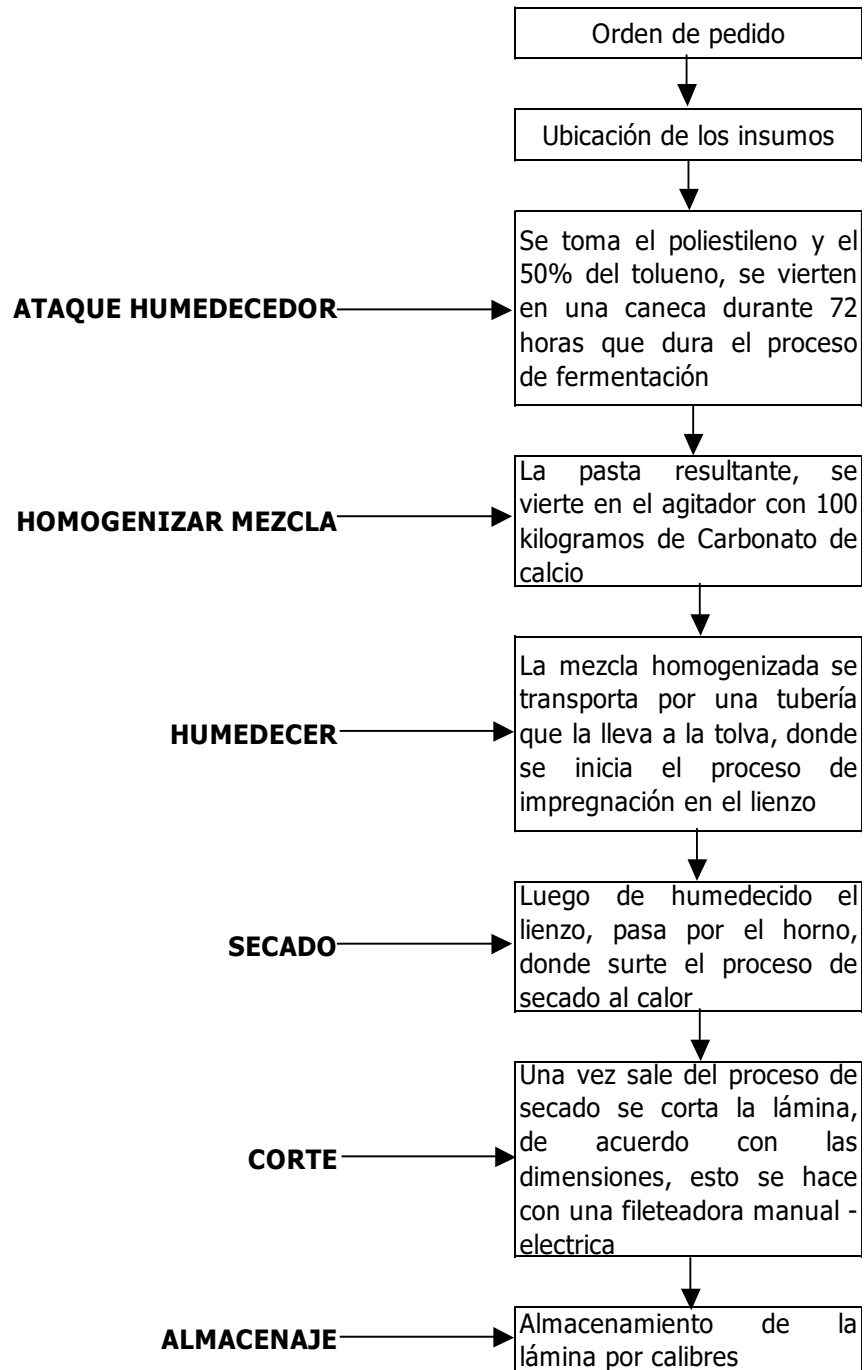 Orden de pedido
Ubicación de los insumos
Se toma el poliestileno y el
50% del tolueno, se vierten
en una caneca durante 72
horas que dura el proceso
de fermentación
ATAQUE HUMEDECEDOR
La pasta resultante, se
vierte en el agitador con 100
kilogramos de Carbonato de
calcio
HOMOGENIZAR MEZCLA
La mezcla homogenizada se
transporta por una tubería
que la lleva a la tolva, donde
se inicia el proceso de
impregnación en el lienzo
HUMEDECER
Luego de humedecido el
lienzo, pasa por el horno,
donde surte el proceso de
secado al calor
SECADO
Una vez sale del proceso de
secado se corta la lámina,
de acuerdo con las
dimensiones, esto se hace
con una fileteadora manual -
electrica
CORTE
Almacenamiento de la
lámina por calibres
ALMACENAJE